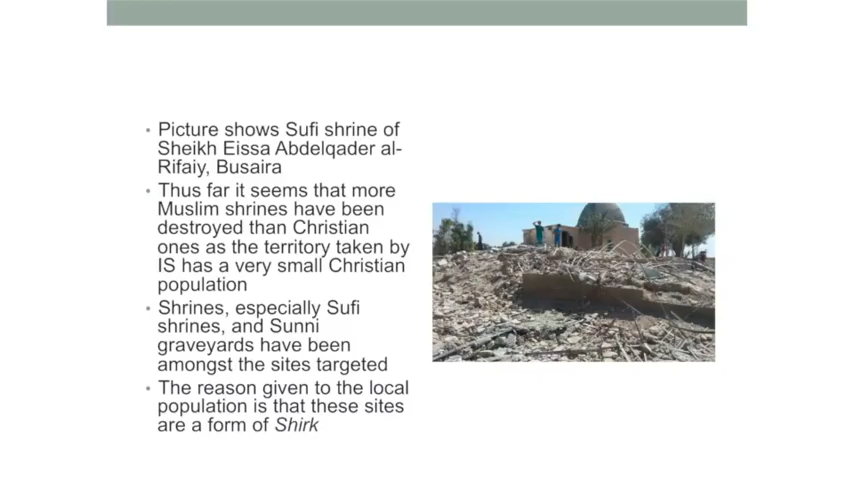 • Picture shows Sufi shrine of
Sheikh Eissa Abdelqader al-
Rifaiy, Busaira
• Thus far it seems that more
Muslim shrines have been
destroyed than Christian
ones as the territory taken by
IS has a very small Christian
population
• Shrines, especially Sufi
shrines, and Sunni
graveyards have been
amongst the sites targeted
• The reason given to the local
population is that these sites
are a form of Shirk